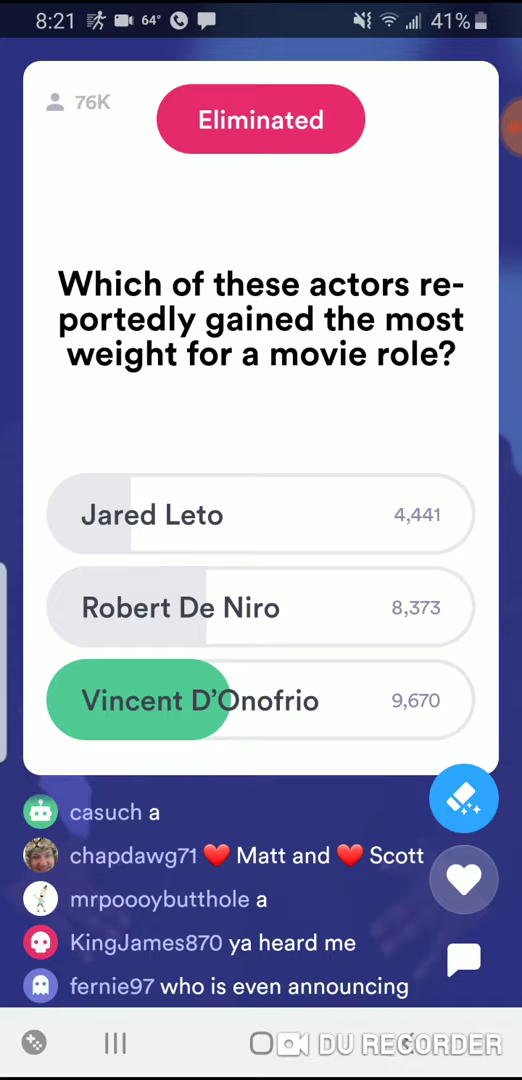 8:21 64° 41%
76K
Eliminated
Which of these actors re-
portedly gained the most
weight for a movie role?
Jared Leto 4,441
Robert De Niro 8,373
Vincent D'Onofrio 9,670
casuch a
chapdawg71 ❤️ Matt and ❤️ Scott
mrpoooybutthole a
KingJames870 ya heard me
fernie97 who is even announcing
DU RECORDER